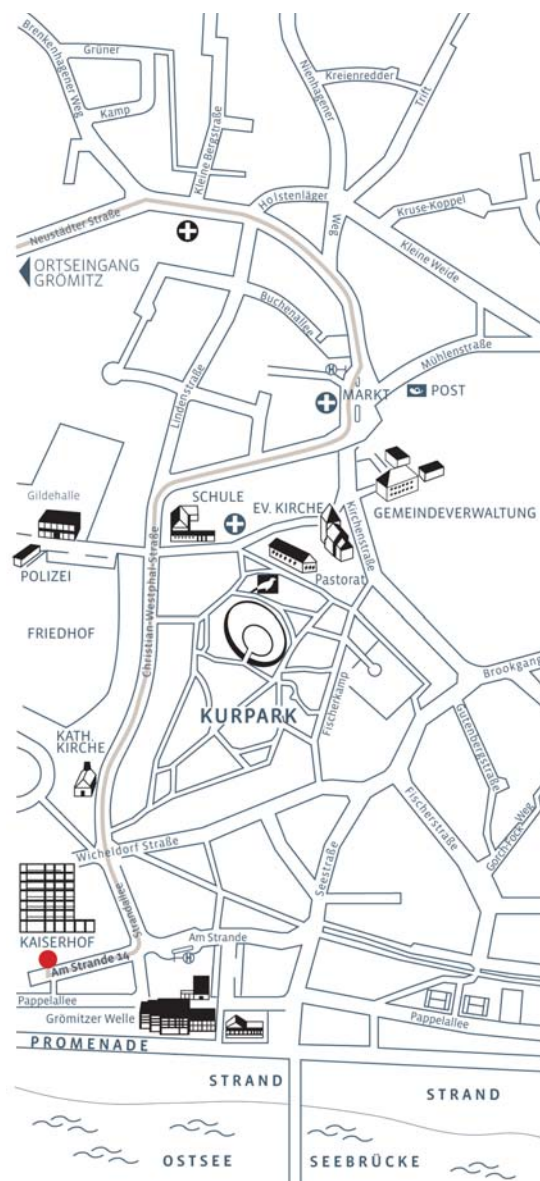 Grüner
Brenkenhagener Weg
Kamp
Kleine Bergstraße
Nienhagener
Weg
Kreienredder
Trift
Holstenläger
Kruse-Koppel
Neustädter Straße
Kleine Weide
ORTSEINGANG
GRÖMITZ
Buchenallee
Mühlenstraße
Lindenstraße
H
MARKT
POST
Gildehalle
SCHULE
EV. KIRCHE
GEMEINDEVERWALTUNG
Kirchenstraße
POLIZEI
Pastorat
Christian-Westphal-Straße
FRIEDHOF
Brookgang
Fischerkamp
KURPARK
Gutenbergstraße
KATH.
KIRCHE
Fischerstraße
Gorch-Fock-Weg
Wicheldorf Straße
Seestraße
Strandallee
KAISERHOF
Am Strande
H
Am Strande 14
Pappelallee
Grömitzer Welle
Pappelallee
PROMENADE
STRAND
STRAND
OSTSEE
SEEBRÜCKE